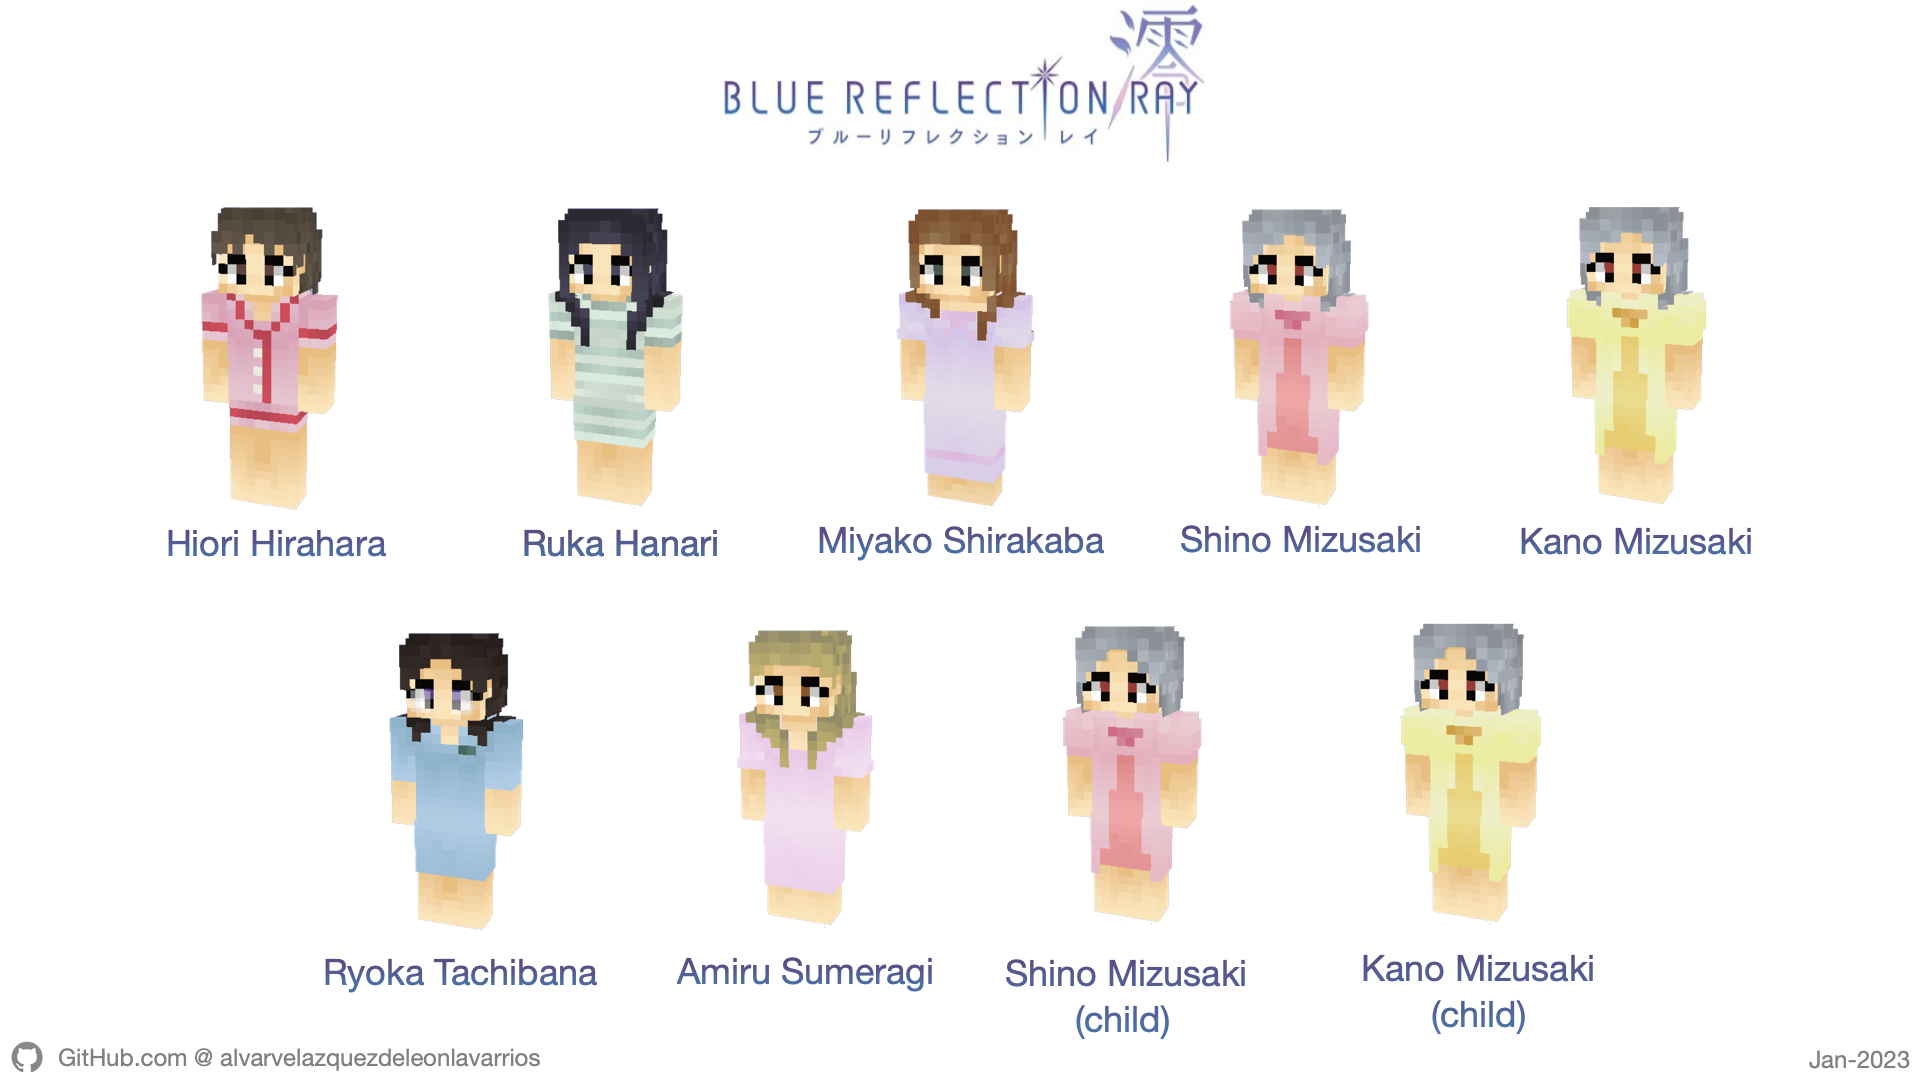 澪
BLUE REFLECTION RAY
ブルーリフレクション レイ
Hiori Hirahara
Ruka Hanari
Miyako Shirakaba
Shino Mizusaki
Kano Mizusaki
Ryoka Tachibana
Amiru Sumeragi
Shino Mizusaki
(child)
Kano Mizusaki
(child)
GitHub.com @ alvarvelazquezdeleonlavarrios
Jan-2023